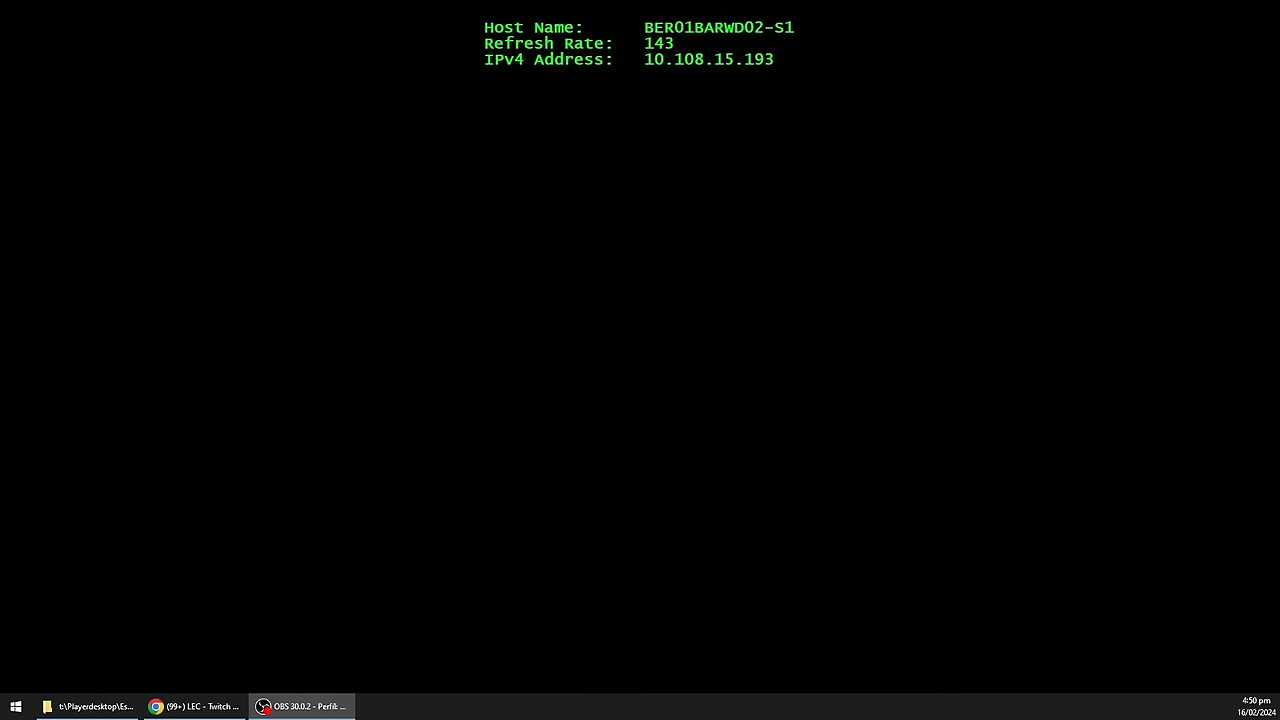 Host Name: BER01BARWD02-S1
Refresh Rate: 143
IPv4 Address: 10.108.15.193
t:\Playerdesktop\Es...
(99+) LEC - Twitch ...
OBS 30.0.2 - Perfil: ...
4:50 pm
16/02/2024